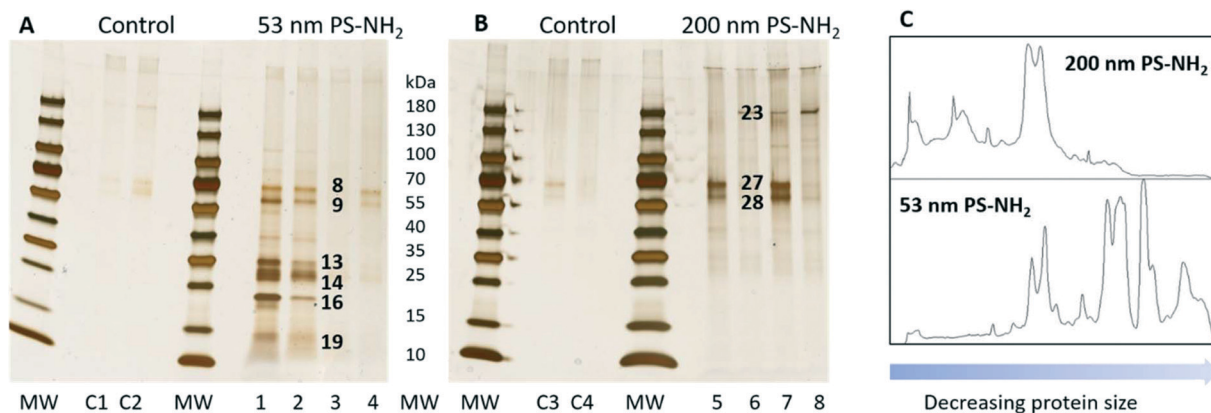 A
Control
53 nm PS-NH₂
8
9
13
14
16
19
MW
C1
C2
MW
1
2
3
4
kDa
180
130
100
70
55
40
35
25
15
10
MW
B
Control
200 nm PS-NH₂
23
27
28
MW
C3
C4
MW
5
6
7
8
C
200 nm PS-NH₂
53 nm PS-NH₂
Decreasing protein size